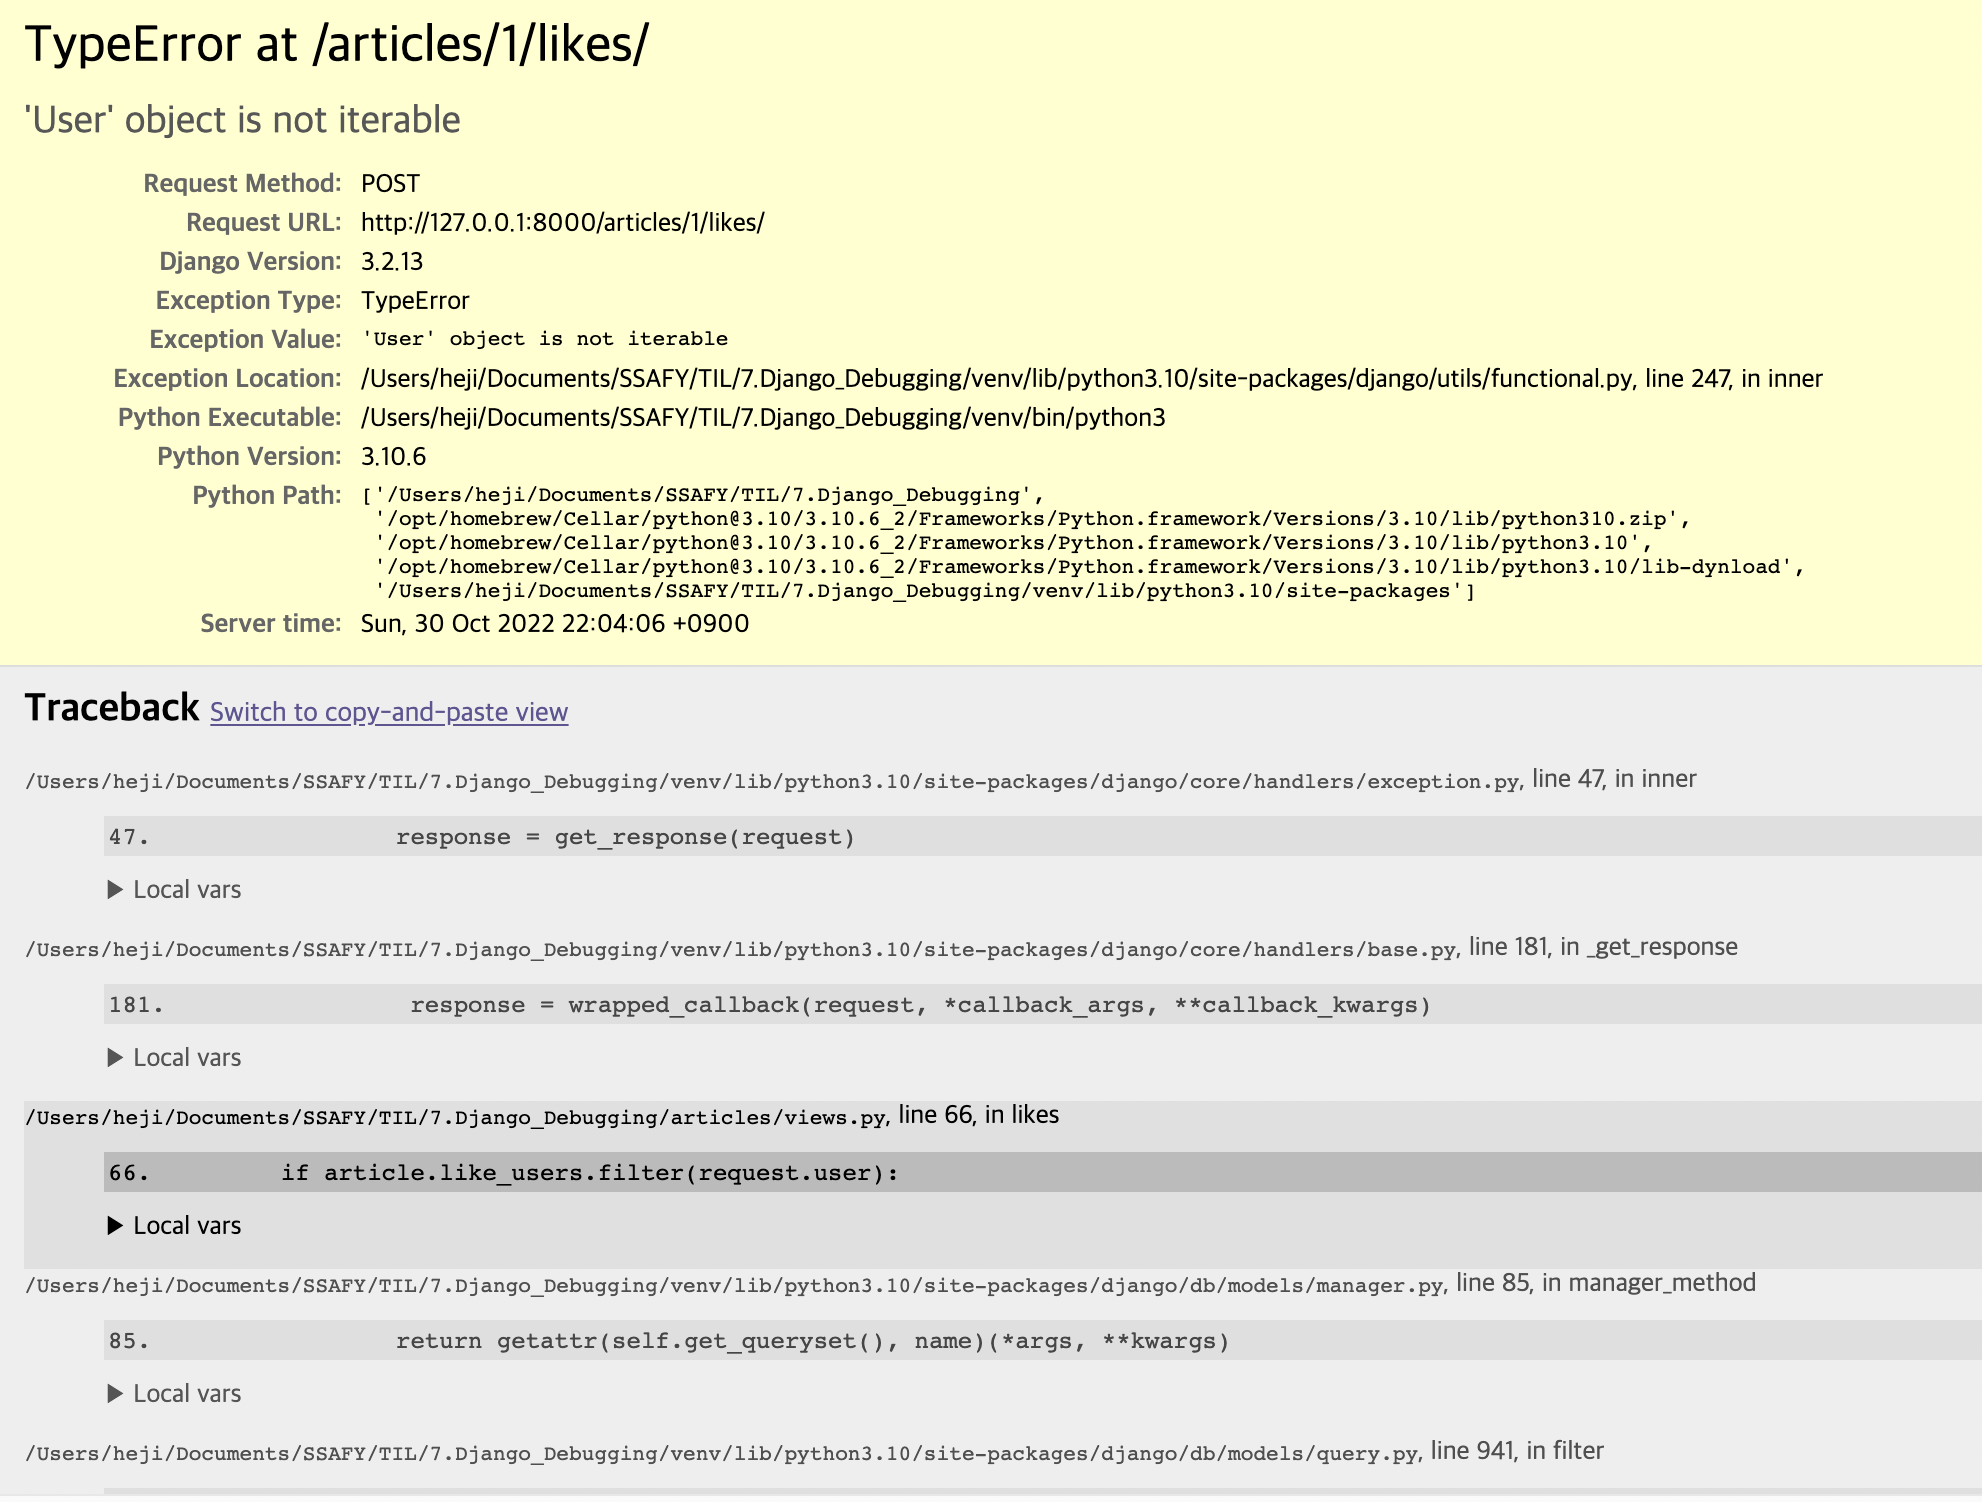 TypeError at /articles/1/likes/
'User' object is not iterable
Request Method: POST
Request URL: http://127.0.0.1:8000/articles/1/likes/
Django Version: 3.2.13
Exception Type: TypeError
Exception Value: 'User' object is not iterable
Exception Location: /Users/heji/Documents/SSAFY/TIL/7.Django_Debugging/venv/lib/python3.10/site-packages/django/utils/functional.py, line 247, in inner
Python Executable: /Users/heji/Documents/SSAFY/TIL/7.Django_Debugging/venv/bin/python3
Python Version: 3.10.6
Python Path: ['/Users/heji/Documents/SSAFY/TIL/7.Django_Debugging',
'/opt/homebrew/Cellar/python@3.10/3.10.6_2/Frameworks/Python.framework/Versions/3.10/lib/python310.zip',
'/opt/homebrew/Cellar/python@3.10/3.10.6_2/Frameworks/Python.framework/Versions/3.10/lib/python3.10',
'/opt/homebrew/Cellar/python@3.10/3.10.6_2/Frameworks/Python.framework/Versions/3.10/lib/python3.10/lib-dynload',
'/Users/heji/Documents/SSAFY/TIL/7.Django_Debugging/venv/lib/python3.10/site-packages']
Server time: Sun, 30 Oct 2022 22:04:06 +0900
Traceback Switch to copy-and-paste view
/Users/heji/Documents/SSAFY/TIL/7.Django_Debugging/venv/lib/python3.10/site-packages/django/core/handlers/exception.py, line 47, in inner
47. response = get_response(request)
▶ Local vars
/Users/heji/Documents/SSAFY/TIL/7.Django_Debugging/venv/lib/python3.10/site-packages/django/core/handlers/base.py, line 181, in _get_response
181. response = wrapped_callback(request, *callback_args, **callback_kwargs)
▶ Local vars
/Users/heji/Documents/SSAFY/TIL/7.Django_Debugging/articles/views.py, line 66, in likes
66. if article.like_users.filter(request.user):
▶ Local vars
/Users/heji/Documents/SSAFY/TIL/7.Django_Debugging/venv/lib/python3.10/site-packages/django/db/models/manager.py, line 85, in manager_method
85. return getattr(self.get_queryset(), name)(*args, **kwargs)
▶ Local vars
/Users/heji/Documents/SSAFY/TIL/7.Django_Debugging/venv/lib/python3.10/site-packages/django/db/models/query.py, line 941, in filter